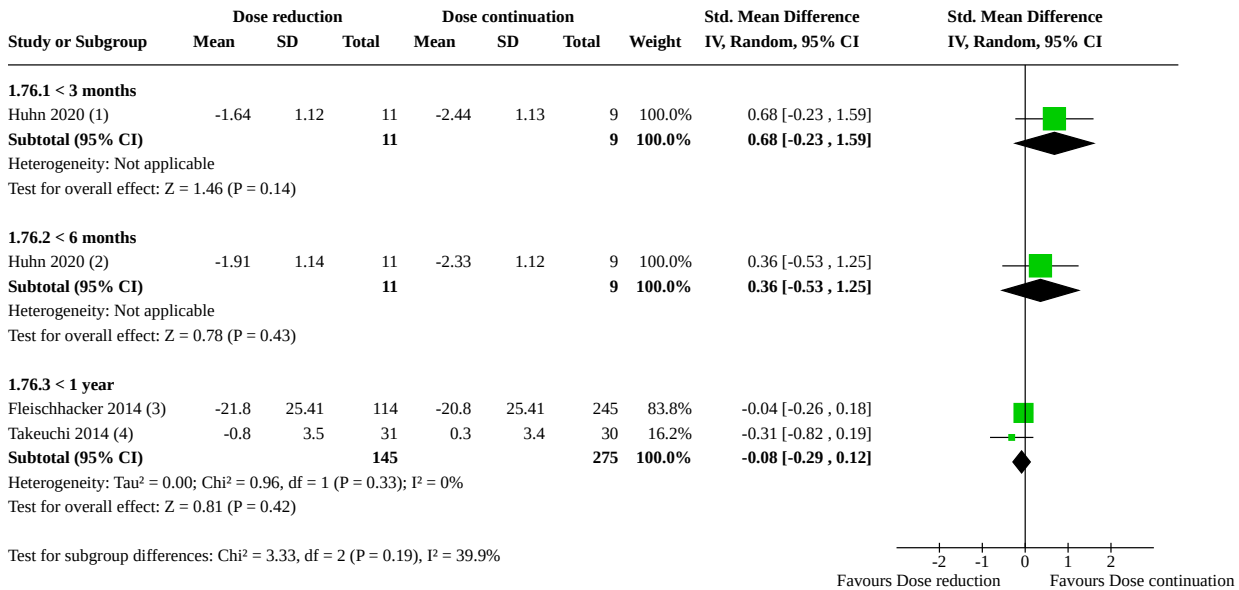 Dose reduction Dose continuation Std. Mean Difference Std. Mean Difference
Study or Subgroup Mean SD Total Mean SD Total Weight IV, Random, 95% CI IV, Random, 95% CI
1.76.1 < 3 months
Huhn 2020 (1) -1.64 1.12 11 -2.44 1.13 9 100.0% 0.68 [-0.23 , 1.59]
Subtotal (95% CI) 11 9 100.0% 0.68 [-0.23 , 1.59]
Heterogeneity: Not applicable
Test for overall effect: Z = 1.46 (P = 0.14)
1.76.2 < 6 months
Huhn 2020 (2) -1.91 1.14 11 -2.33 1.12 9 100.0% 0.36 [-0.53 , 1.25]
Subtotal (95% CI) 11 9 100.0% 0.36 [-0.53 , 1.25]
Heterogeneity: Not applicable
Test for overall effect: Z = 0.78 (P = 0.43)
1.76.3 < 1 year
Fleischhacker 2014 (3) -21.8 25.41 114 -20.8 25.41 245 83.8% -0.04 [-0.26 , 0.18]
Takeuchi 2014 (4) -0.8 3.5 31 0.3 3.4 30 16.2% -0.31 [-0.82 , 0.19]
Subtotal (95% CI) 145 275 100.0% -0.08 [-0.29 , 0.12]
Heterogeneity: Tau² = 0.00; Chi² = 0.96, df = 1 (P = 0.33); I² = 0%
Test for overall effect: Z = 0.81 (P = 0.42)
Test for subgroup differences: Chi² = 3.33, df = 2 (P = 0.19), I² = 39.9%
-2 -1 0 1 2
Favours Dose reduction Favours Dose continuation